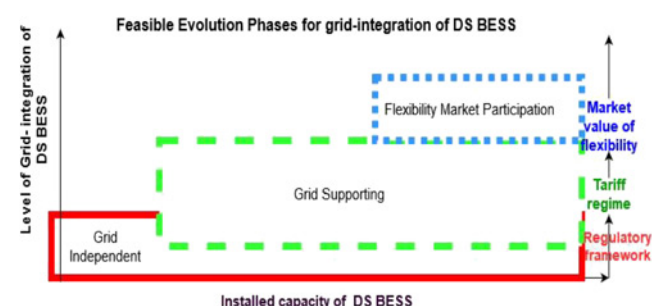 Feasible Evolution Phases for grid-integration of DS BESS
Level of Grid- integration of
DS BESS
Flexibility Market Participation
Market
value of
flexibility
Grid Supporting
Tariff
regime
Grid
Independent
Regulatory
framework
Installed capacity of DS BESS